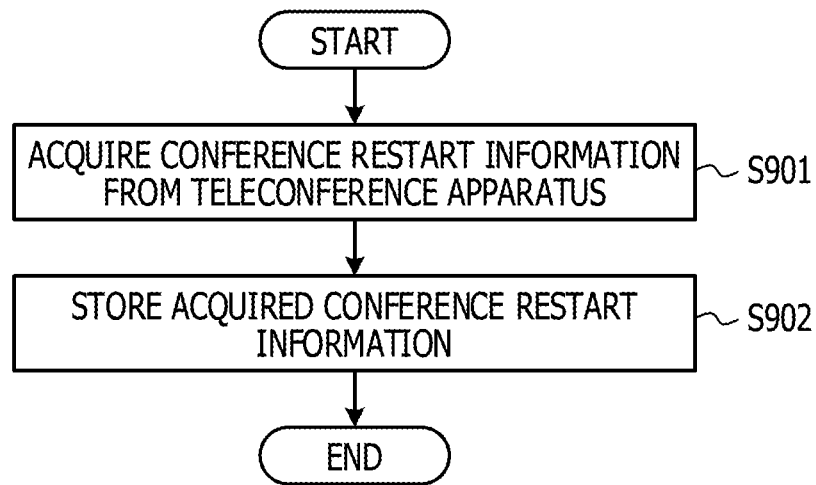 START
ACQUIRE CONFERENCE RESTART INFORMATION
FROM TELECONFERENCE APPARATUS
S901
STORE ACQUIRED CONFERENCE RESTART
INFORMATION
S902
END